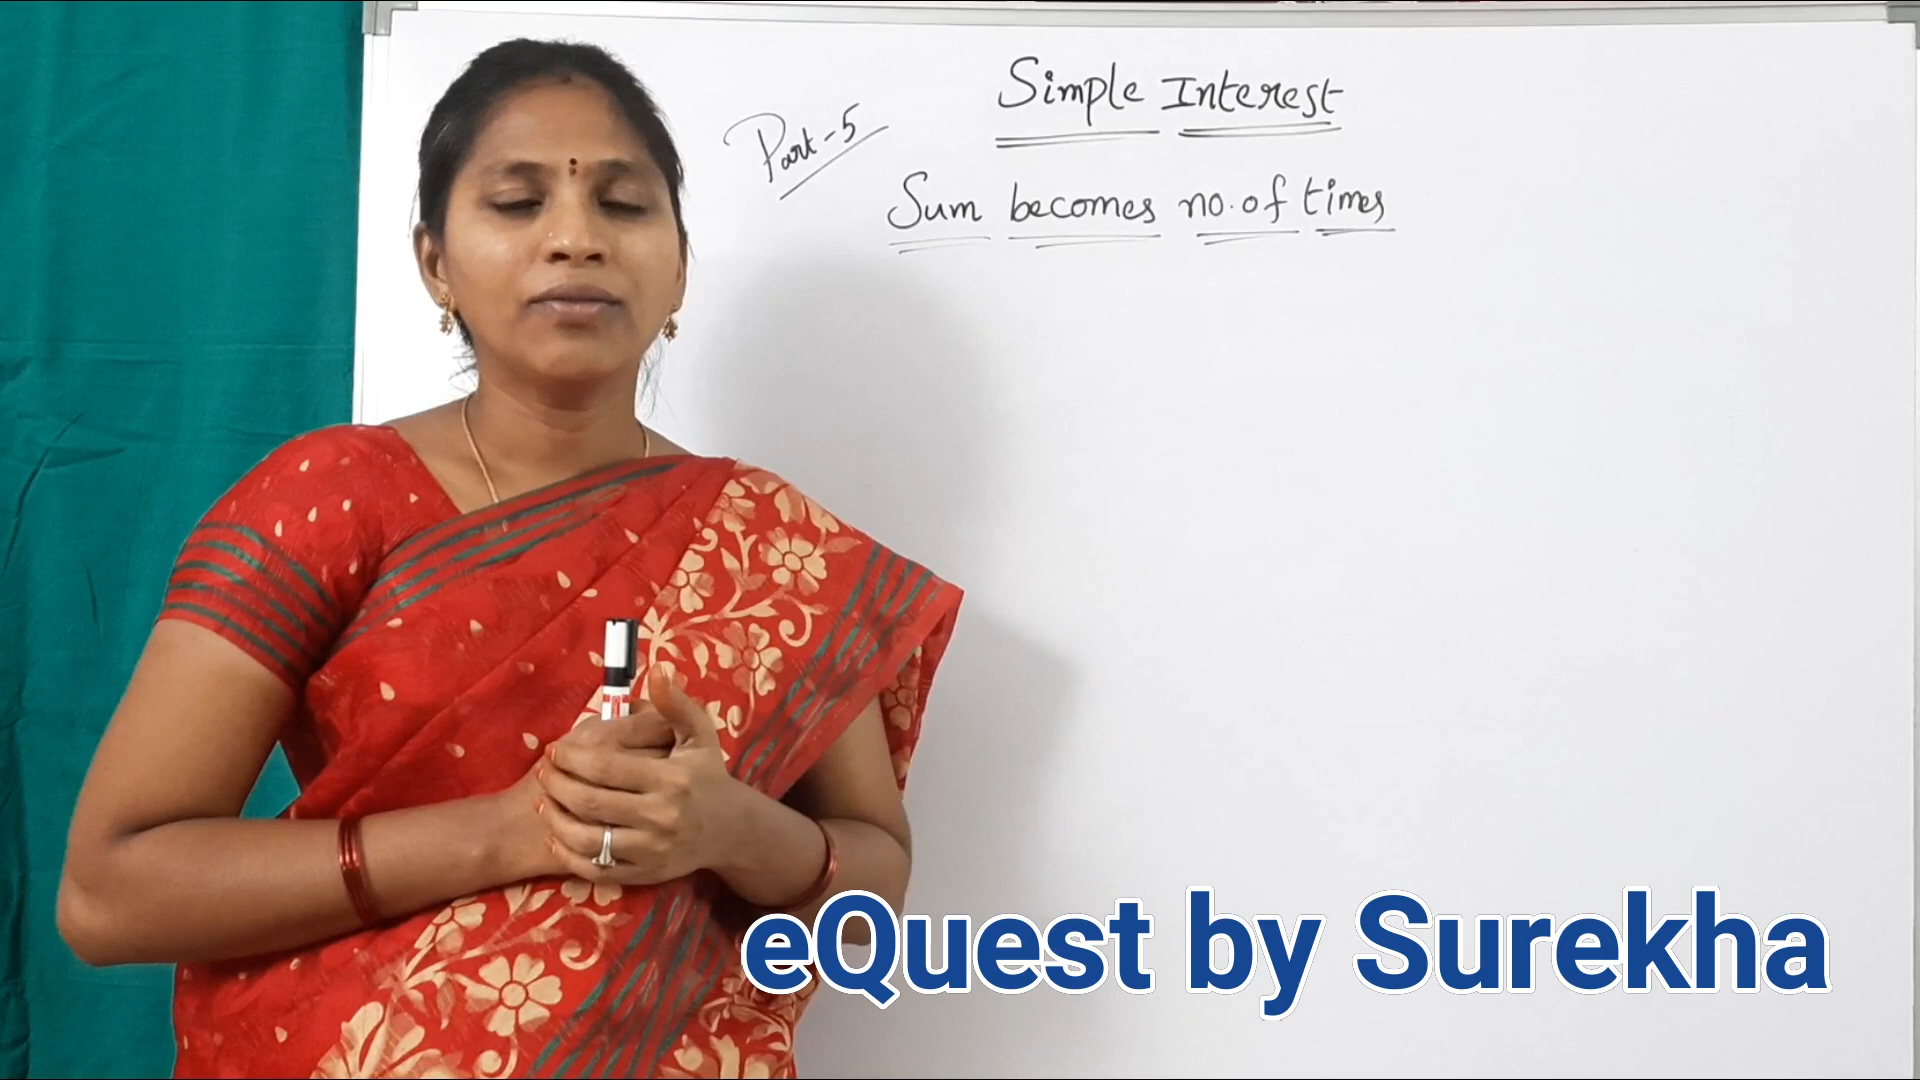 Simple Interest
Part-5
Sum becomes no. of times
eQuest by Surekha